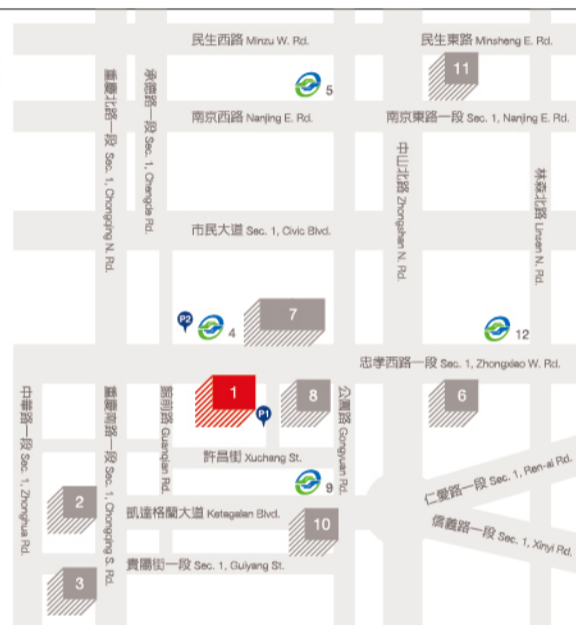 民生西路 Minzu W. Rd.
民生東路 Minsheng E. Rd.
11
5
重慶北路一段 Sec. 1, Chongqing N. Rd.
承德路一段 Sec. 1, Chengde Rd.
南京西路 Nanjing E. Rd.
南京東路一段 Sec. 1, Nanjing E. Rd.
中山北路 Zhongshan N. Rd.
林森北路 Linsen N. Rd.
市民大道 Sec. 1, Civic Blvd.
P2
4
7
12
忠孝西路一段 Sec. 1, Zhongxiao W. Rd.
1
P1
8
6
中華路一段 Sec. 1, Zhonghua Rd.
重慶南路一段 Sec. 1, Chongqing S. Rd.
館前路 Guanqian Rd.
公園路 Gongyuan Rd.
許昌街 Xuchang St.
9
2
凱達格蘭大道 Ketagalan Blvd.
10
仁愛路一段 Sec. 1, Ren-ai Rd.
信義路一段 Sec. 1, Xinyi Rd.
貴陽街一段 Sec. 1, Guiyang St.
3